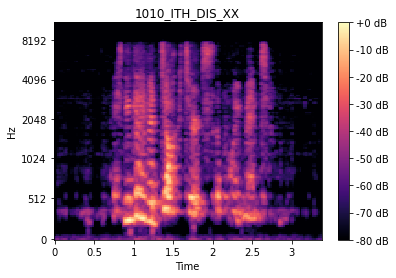 1010_ITH_DIS_XX
8192
4096
2048
1024
512
0
Hz
0 0.5 1 1.5 2 2.5 3
Time
+0 dB
-10 dB
-20 dB
-30 dB
-40 dB
-50 dB
-60 dB
-70 dB
-80 dB